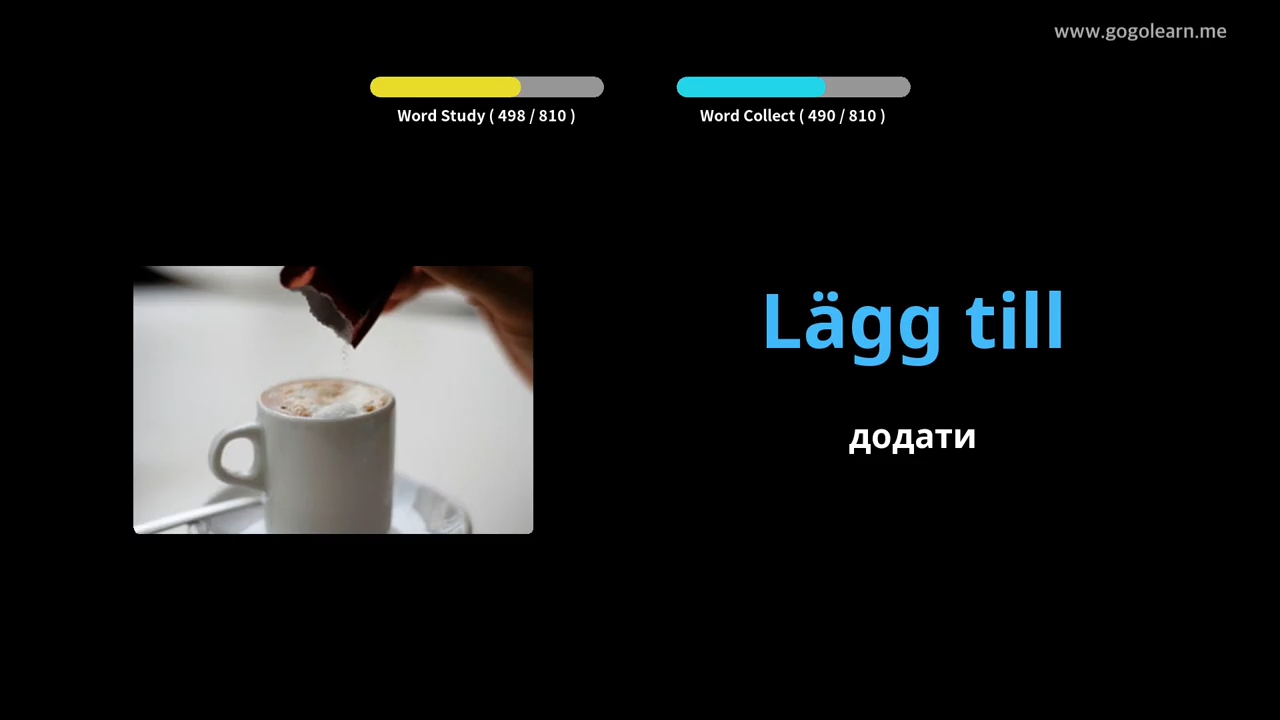 www.gogolearn.me
Word Study ( 498 / 810 )
Word Collect ( 490 / 810 )
Lägg till
додати